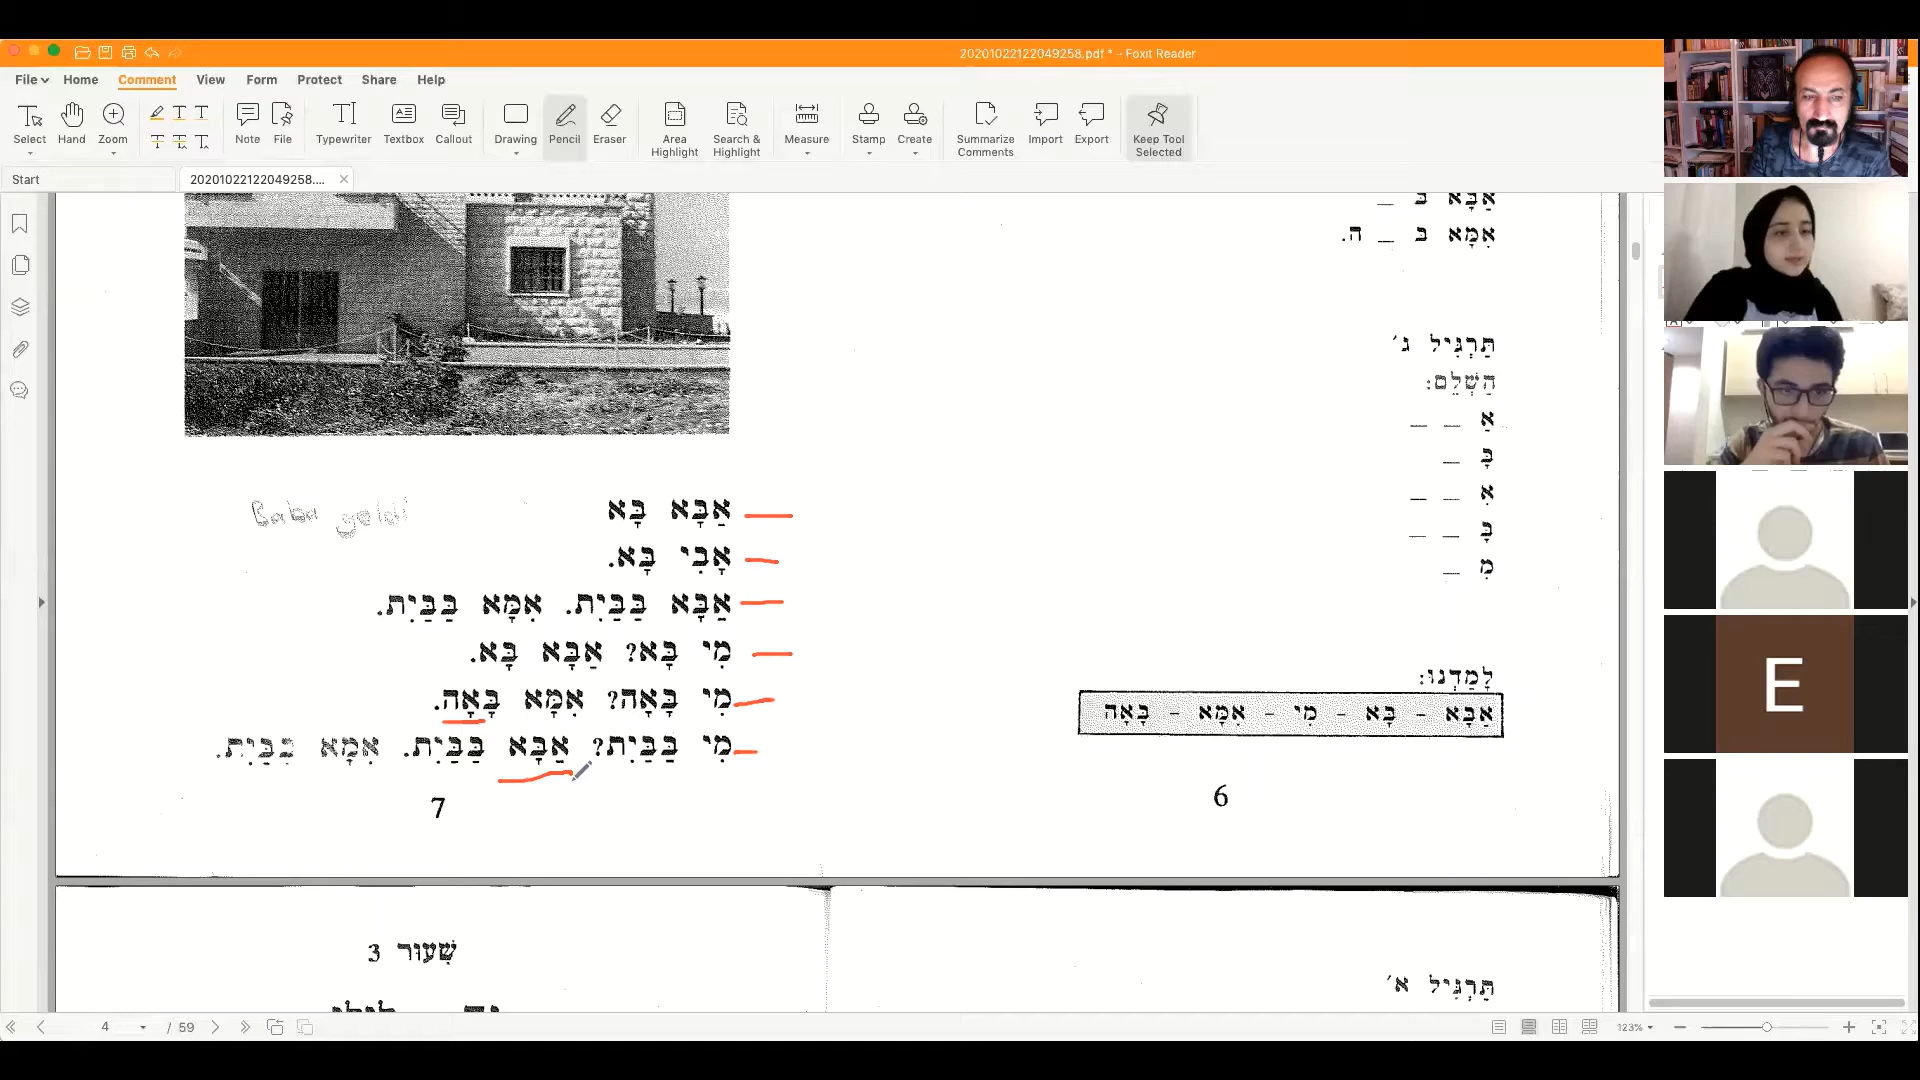 20201022122049258.pdf * - Foxit Reader
File Home Comment View Form Protect Share Help
Select Hand Zoom Note File Typewriter Textbox Callout Drawing Pencil Eraser Area Highlight Search & Highlight Measure Stamp Create Summarize Comments Import Export Keep Tool Selected
Start 20201022122049258....
אַבָּא בּ _
אִמָּא בּ _ ה.
תַּרְגִּיל ג׳
הַשְׁלֵם:
אַ _ _
בָּ _
אִ _ _
בָּ _ _
מִ _
לָמַדְנוּ:
אַבָּא – בָּא – מִי – אִמָּא – בָּאָה
6
Baba geldi
אַבָּא בָּא
אָבִי בָּא.
אַבָּא בַּבַּיִת. אִמָּא בַּבַּיִת.
מִי בָּא? אַבָּא בָּא.
מִי בָּאָה? אִמָּא בָּאָה.
מִי בַּבַּיִת? אַבָּא בַּבַּיִת. אִמָּא בַּבַּיִת.
7
תַּרְגִּיל א׳
שִׁעוּר 3
E
4 / 59
123%